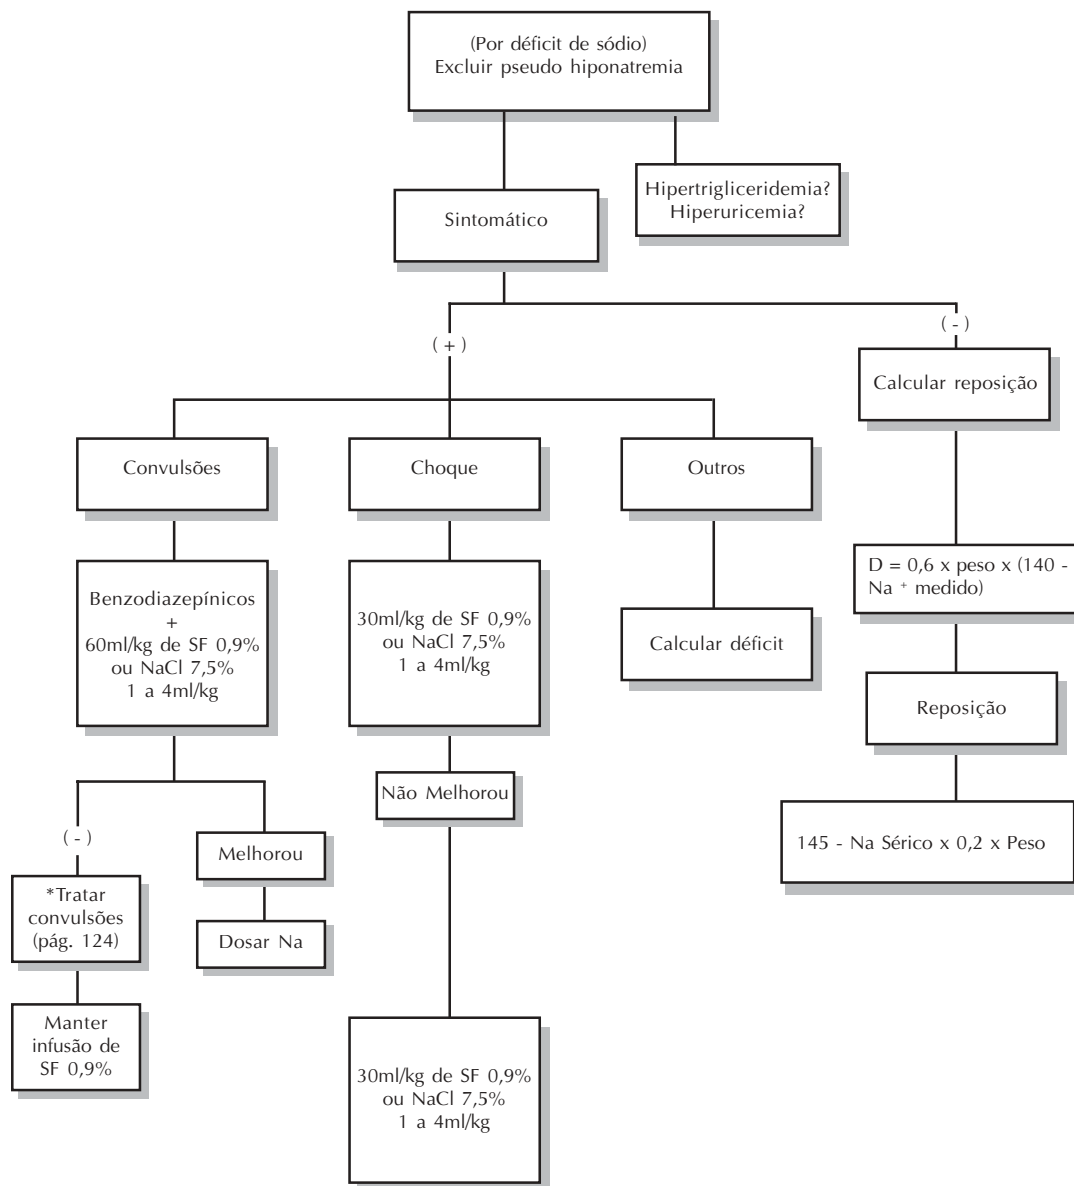 (Por déficit de sódio)
Excluir pseudo hiponatremia
Hipertrigliceridemia?
Hiperuricemia?
Sintomático
( + )
( - )
Calcular reposição
Convulsões
Choque
Outros
D = 0,6 x peso x (140 -
Na + medido)
Benzodiazepínicos
+
60ml/kg de SF 0,9%
ou NaCl 7,5%
1 a 4ml/kg
30ml/kg de SF 0,9%
ou NaCl 7,5%
1 a 4ml/kg
Calcular déficit
Reposição
Não Melhorou
145 - Na Sérico x 0,2 x Peso
( - )
Melhorou
*Tratar
convulsões
(pág. 124)
Dosar Na
Manter
infusão de
SF 0,9%
30ml/kg de SF 0,9%
ou NaCl 7,5%
1 a 4ml/kg